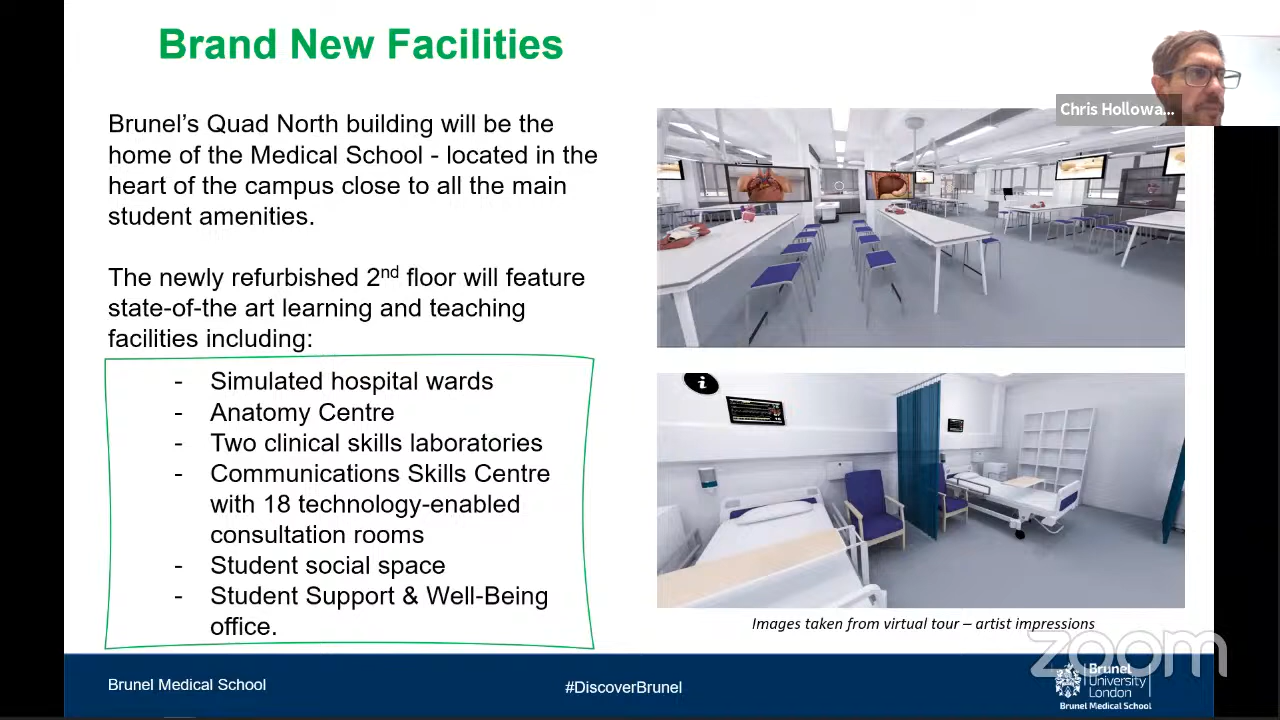 Brand New Facilities
Chris Hollowa...
Brunel’s Quad North building will be the
home of the Medical School - located in the
heart of the campus close to all the main
student amenities.
The newly refurbished 2nd floor will feature
state-of-the art learning and teaching
facilities including:
- Simulated hospital wards
- Anatomy Centre
- Two clinical skills laboratories
- Communications Skills Centre
with 18 technology-enabled
consultation rooms
- Student social space
- Student Support & Well-Being
office.
i
Images taken from virtual tour – artist impressions
zoom
Brunel Medical School
#DiscoverBrunel
Brunel
University
London
Brunel Medical School